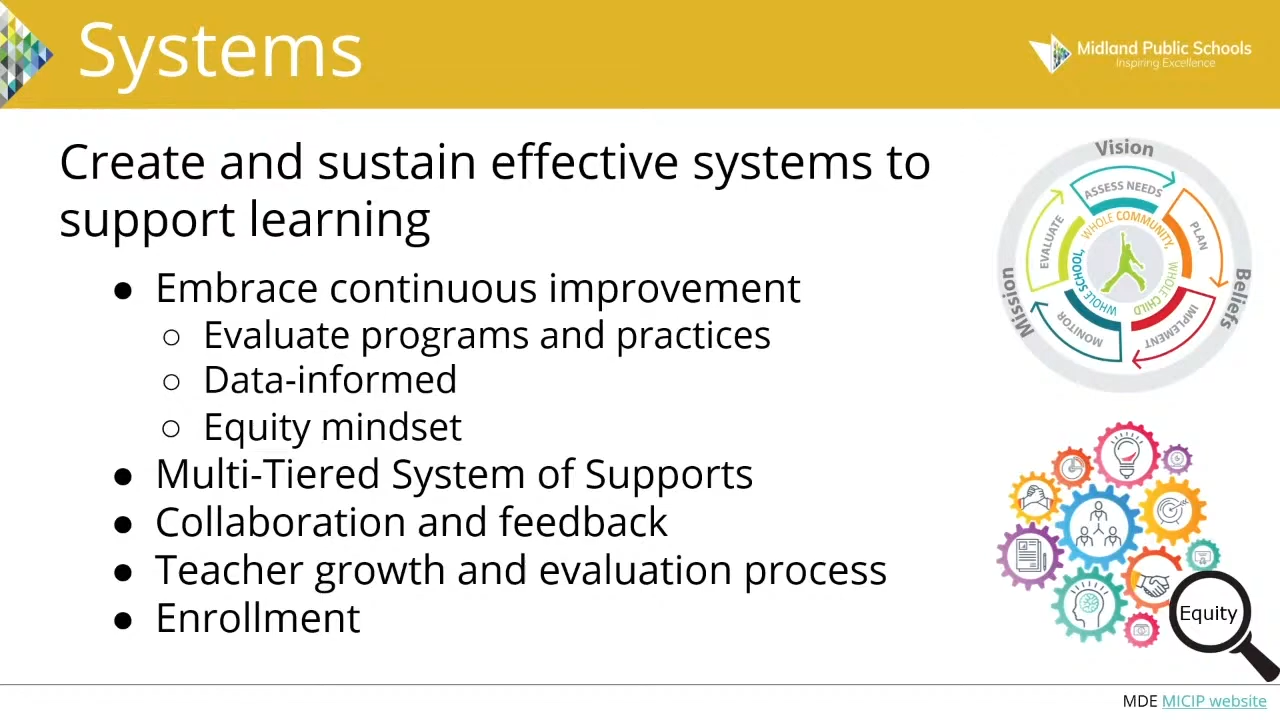 Systems
Midland Public Schools
Inspiring Excellence
Create and sustain effective systems to
support learning
● Embrace continuous improvement
○ Evaluate programs and practices
○ Data-informed
○ Equity mindset
● Multi-Tiered System of Supports
● Collaboration and feedback
● Teacher growth and evaluation process
● Enrollment
Vision
Beliefs
Mission
ASSESS NEEDS
PLAN
IMPLEMENT
MONITOR
EVALUATE
WHOLE COMMUNITY,
WHOLE CHILD
WHOLE SCHOOL,
Equity
MDE MICIP website